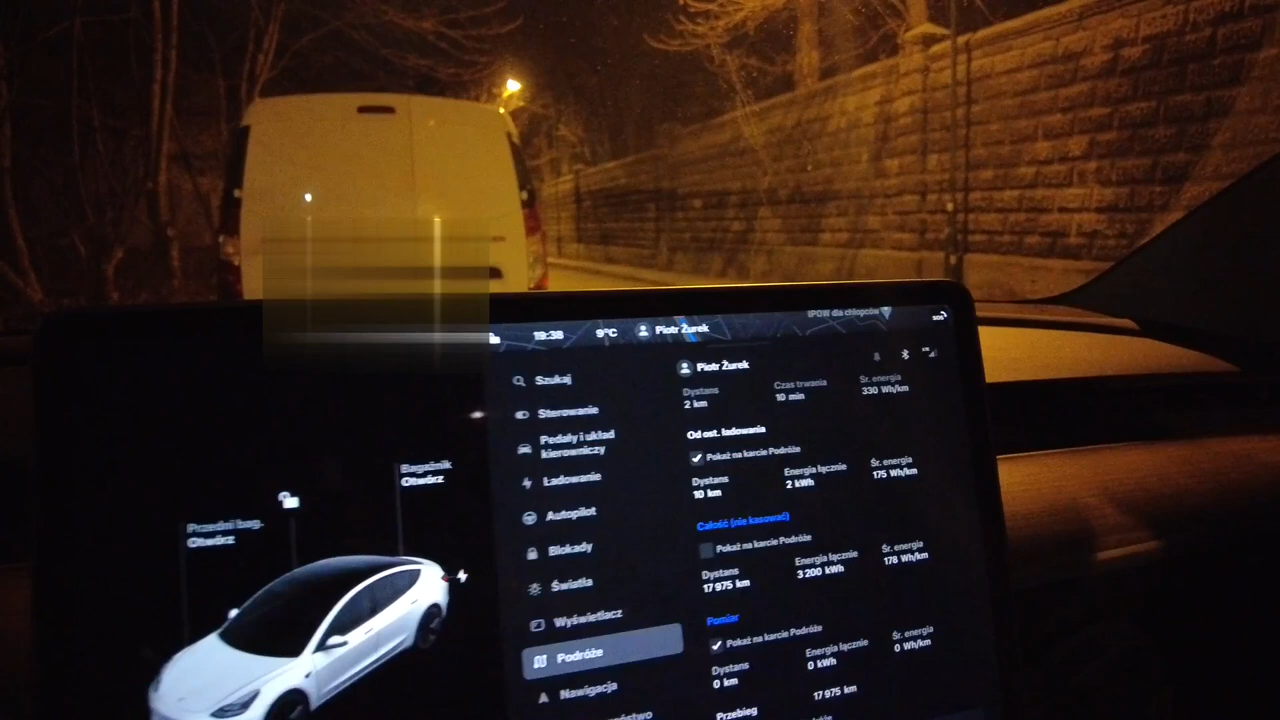 19:38 9°C Piotr Żurek
IPOW dla chłopców
SOS
Szukaj
Sterowanie
Pedały i układ
kierowniczy
Ładowanie
Autopilot
Blokady
Światła
Wyświetlacz
Podróże
Nawigacja
Bagażnik
Otwórz
Przedni bag.
Otwórz
Piotr Żurek
Dystans Czas trwania Śr. energia
2 km 10 min 330 Wh/km
Od ost. ładowania
Pokaż na karcie Podróże
Dystans Energia łącznie Śr. energia
10 km 2 kWh 175 Wh/km
Całość (nie kasować)
Pokaż na karcie Podróże
Dystans Energia łącznie Śr. energia
17 975 km 3 200 kWh 178 Wh/km
Pomiar
Pokaż na karcie Podróże
Dystans Energia łącznie Śr. energia
0 km 0 kWh 0 Wh/km
Przebieg 17 975 km